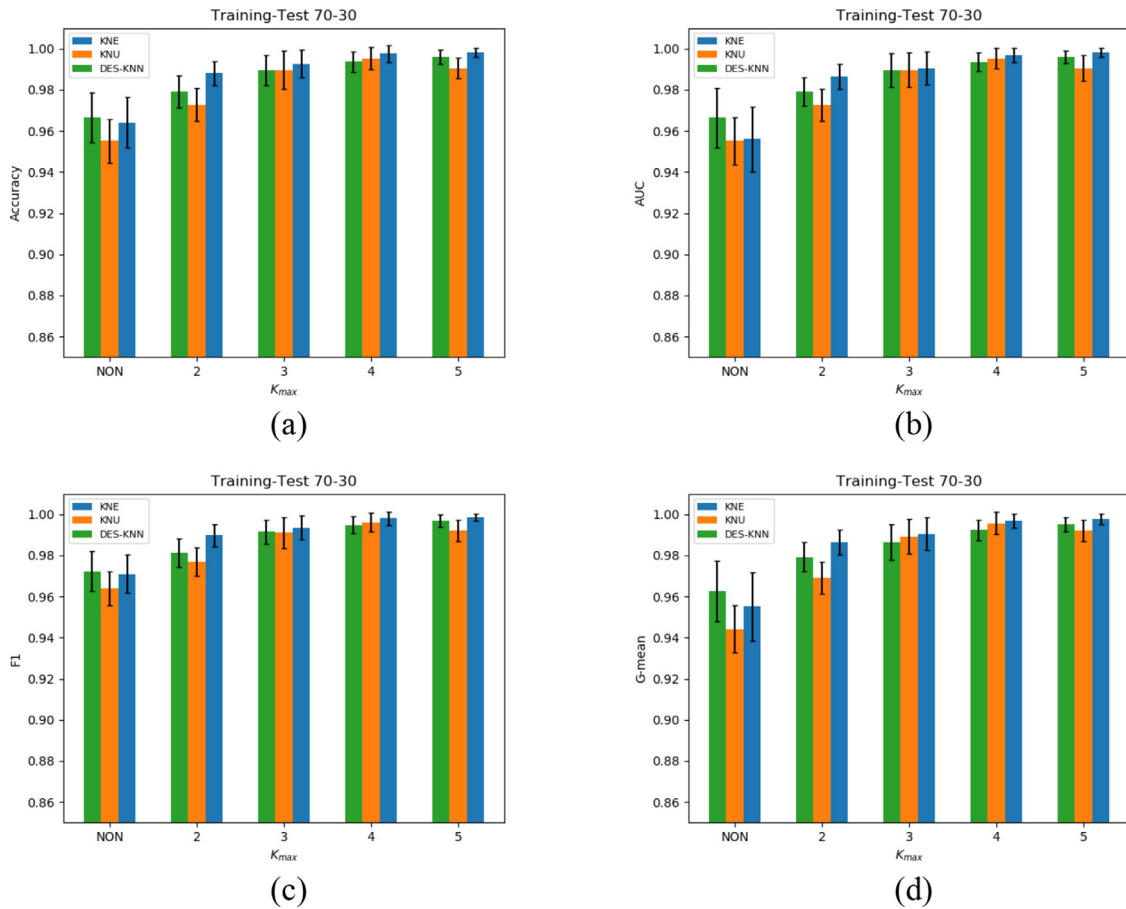 Training-Test 70-30
KNE
KNU
DES-KNN
1.00
0.98
0.96
0.94
0.92
0.90
0.88
0.86
Accuracy
NON 2 3 4 5
K_max
(a)
Training-Test 70-30
KNE
KNU
DES-KNN
1.00
0.98
0.96
0.94
0.92
0.90
0.88
0.86
AUC
NON 2 3 4 5
K_max
(b)
Training-Test 70-30
KNE
KNU
DES-KNN
1.00
0.98
0.96
0.94
0.92
0.90
0.88
0.86
F1
NON 2 3 4 5
K_max
(c)
Training-Test 70-30
KNE
KNU
DES-KNN
1.00
0.98
0.96
0.94
0.92
0.90
0.88
0.86
G-mean
NON 2 3 4 5
K_max
(d)